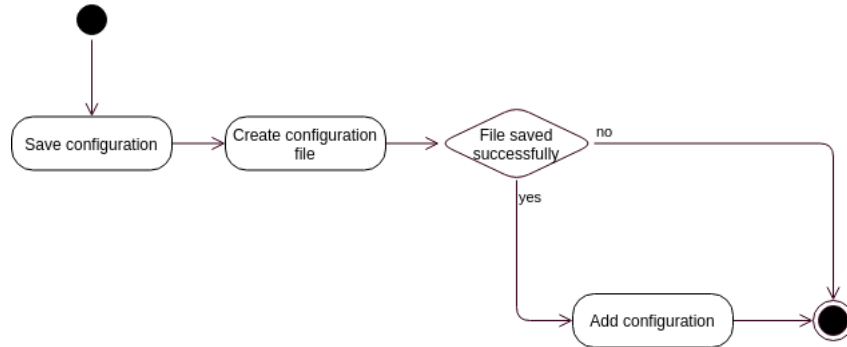 Save configuration
Create configuration
file
File saved
successfully
no
yes
Add configuration